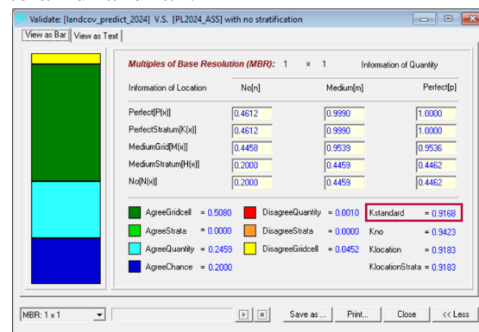 Validate: [landcov_predict_2024] V.S. [PL2024_ASS] with no stratification
View as Bar View as Text
Multiples of Base Resolution (MBR): 1 x 1 Information of Quantity
Information of Location No[n] Medium[m] Perfect[p]
Perfect[P(x)] 0.4612 0.9990 1.0000
PerfectStratum[K(x)] 0.4612 0.9990 1.0000
MediumGrid[M(x)] 0.4458 0.9539 0.9536
MediumStratum[H(x)] 0.2000 0.4459 0.4462
No[N(x)] 0.2000 0.4459 0.4462
AgreeGridcell = 0.5080 DisagreeQuantity = 0.0010 Kstandard = 0.9168
AgreeStrata = 0.0000 DisagreeStrata = 0.0000 Kno = 0.9423
AgreeQuantity = 0.2459 DisagreeGridcell = 0.0452 Klocation = 0.9183
AgreeChance = 0.2000 KlocationStrata = 0.9183
MBR: 1 x 1 Save as ... Print... Close << Less